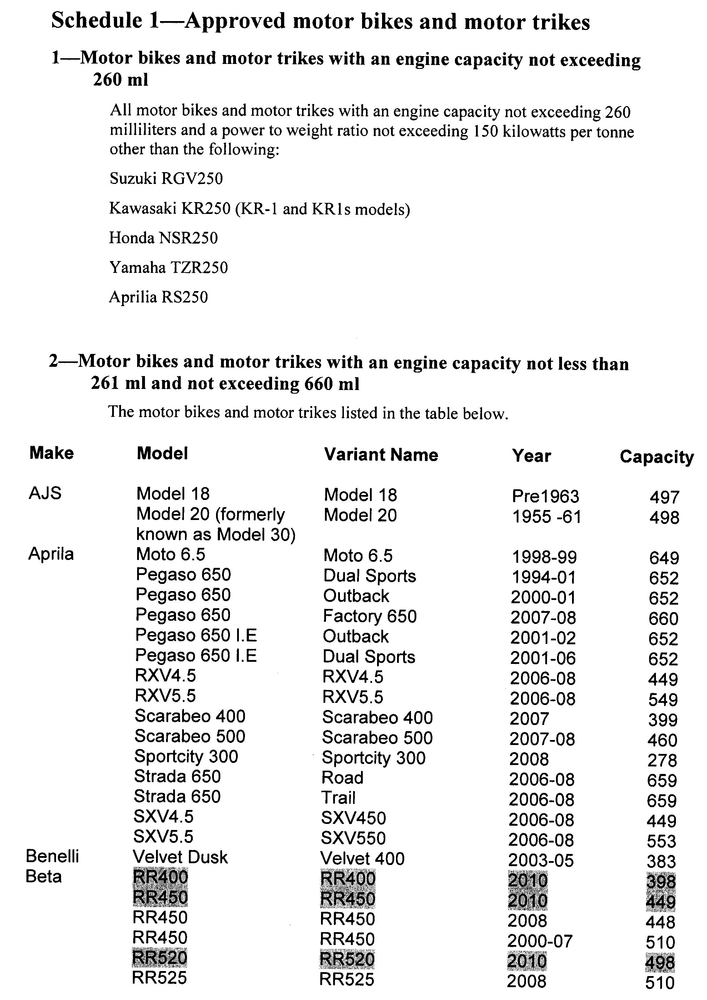 Schedule 1—Approved motor bikes and motor trikes
1—Motor bikes and motor trikes with an engine capacity not exceeding
260 ml
All motor bikes and motor trikes with an engine capacity not exceeding 260
milliliters and a power to weight ratio not exceeding 150 kilowatts per tonne
other than the following:
Suzuki RGV250
Kawasaki KR250 (KR-1 and KR1s models)
Honda NSR250
Yamaha TZR250
Aprilia RS250
2—Motor bikes and motor trikes with an engine capacity not less than
261 ml and not exceeding 660 ml
The motor bikes and motor trikes listed in the table below.
Make Model Variant Name Year Capacity
AJS Model 18 Model 18 Pre1963 497
Model 20 (formerly Model 20 1955 -61 498
known as Model 30)
Aprila Moto 6.5 Moto 6.5 1998-99 649
Pegaso 650 Dual Sports 1994-01 652
Pegaso 650 Outback 2000-01 652
Pegaso 650 Factory 650 2007-08 660
Pegaso 650 I.E Outback 2001-02 652
Pegaso 650 I.E Dual Sports 2001-06 652
RXV4.5 RXV4.5 2006-08 449
RXV5.5 RXV5.5 2006-08 549
Scarabeo 400 Scarabeo 400 2007 399
Scarabeo 500 Scarabeo 500 2007-08 460
Sportcity 300 Sportcity 300 2008 278
Strada 650 Road 2006-08 659
Strada 650 Trail 2006-08 659
SXV4.5 SXV450 2006-08 449
SXV5.5 SXV550 2006-08 553
Benelli Velvet Dusk Velvet 400 2003-05 383
Beta RR400 RR400 2010 398
RR450 RR450 2010 449
RR450 RR450 2008 448
RR450 RR450 2000-07 510
RR520 RR520 2010 498
RR525 RR525 2008 510